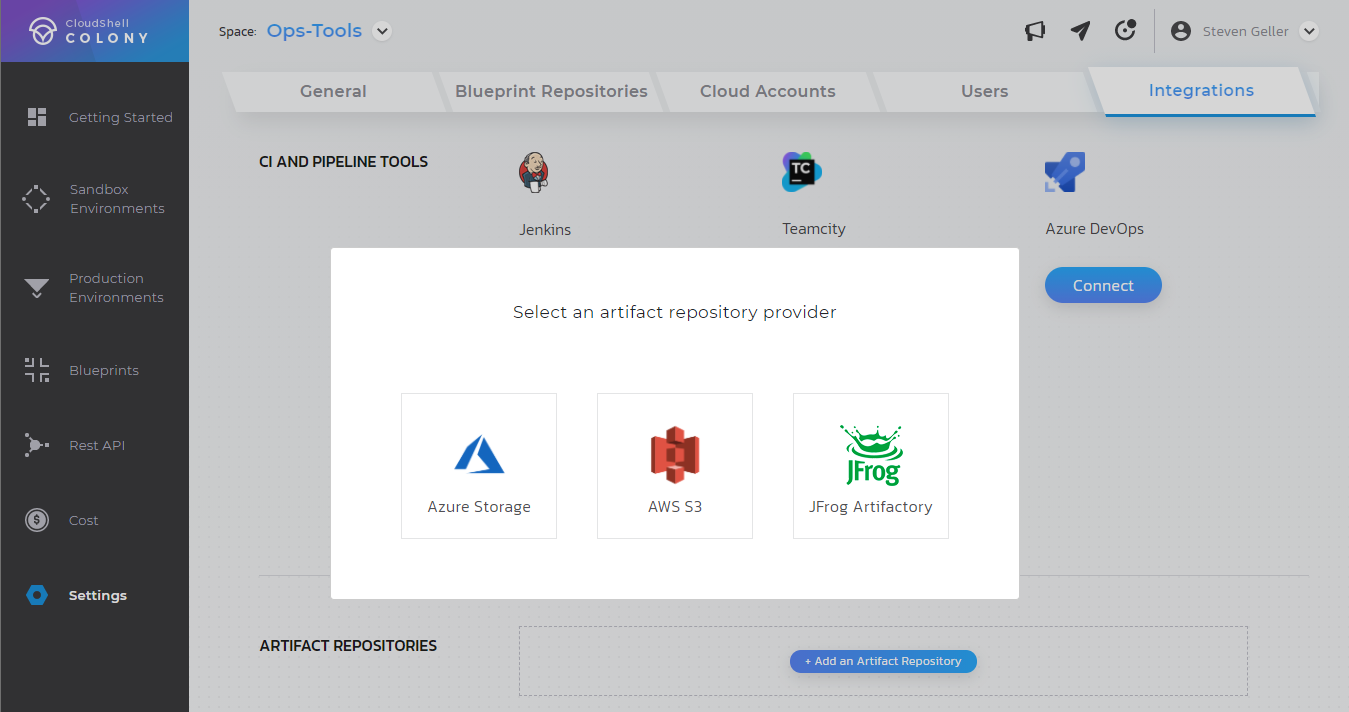 CloudShell
COLONY
Space: Ops-Tools
Steven Geller
General
Blueprint Repositories
Cloud Accounts
Users
Integrations
Getting Started
Sandbox
Environments
Production
Environments
Blueprints
Rest API
$
Cost
Settings
CI AND PIPELINE TOOLS
Jenkins
TC
Teamcity
Azure DevOps
Connect
Select an artifact repository provider
Azure Storage
AWS S3
JFrog
JFrog Artifactory
ARTIFACT REPOSITORIES
+ Add an Artifact Repository